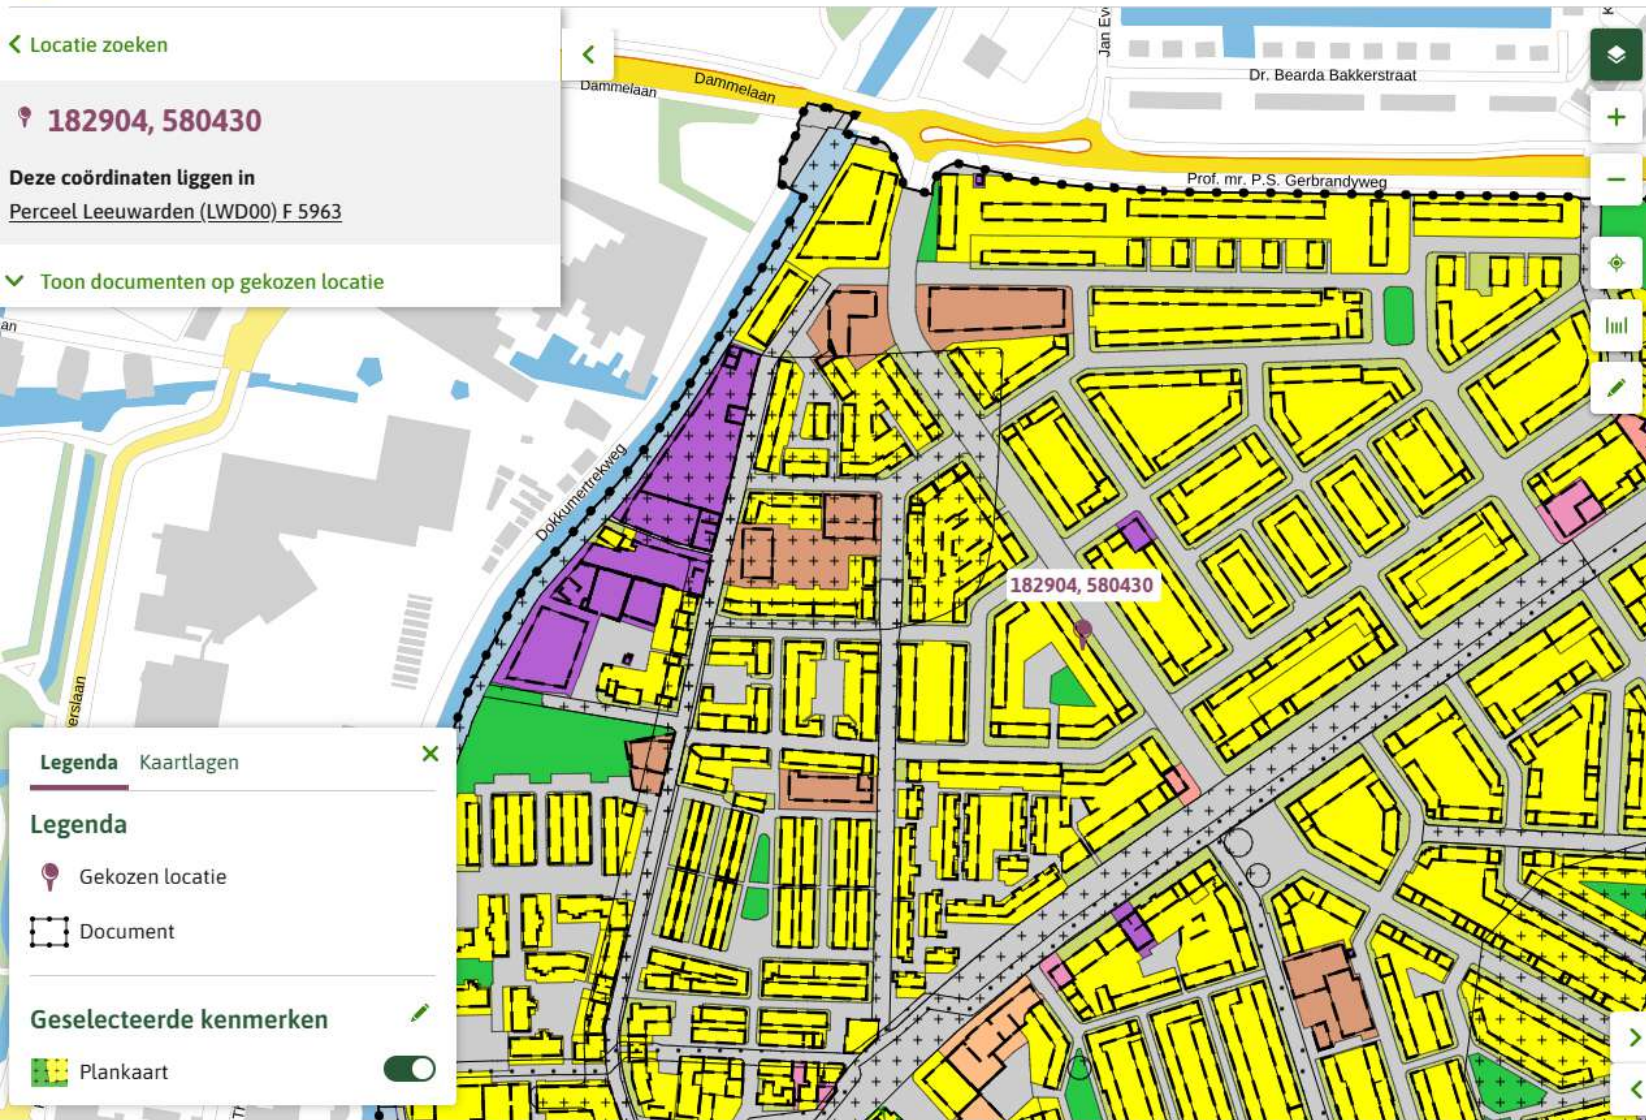 Locatie zoeken
182904, 580430
Deze coördinaten liggen in
Perceel Leeuwarden (LWD00) F 5963
Toon documenten op gekozen locatie
Dammelaan
Dammelaan
Jan Ev
Dr. Bearda Bakkerstraat
Prof. mr. P.S. Gerbrandyweg
an
Dokkumertrekweg
182904, 580430
erslaan
Legenda Kaartlagen
Legenda
Gekozen locatie
Document
Geselecteerde kenmerken
Plankaart